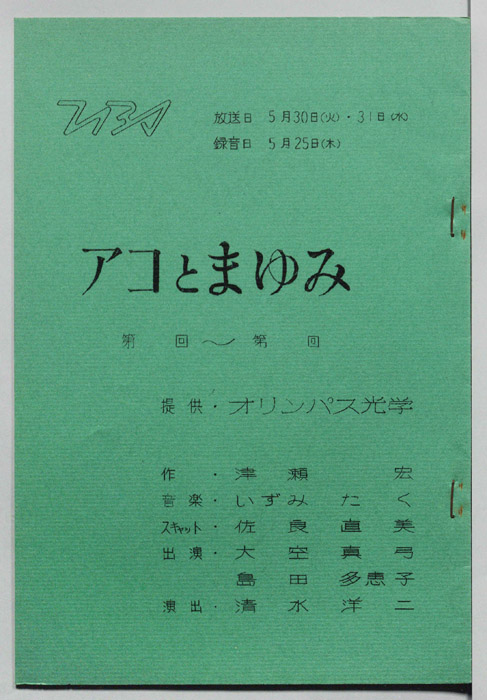 放送日 5月30日(火)・31日(水)
録音日 5月25日(木)
アコとまゆみ
第 回〜第 回
提供・オリンパス光学
作・津瀬 宏
音楽・いずみたく
スキャット・佐良直美
出演・大空真弓
島田多恵子
演出・清水洋二